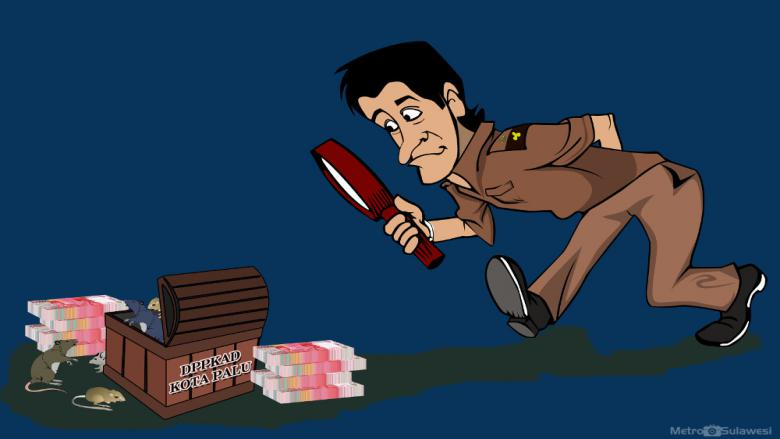 DPPKAD
KOTA PALU
Metro Sulawesi